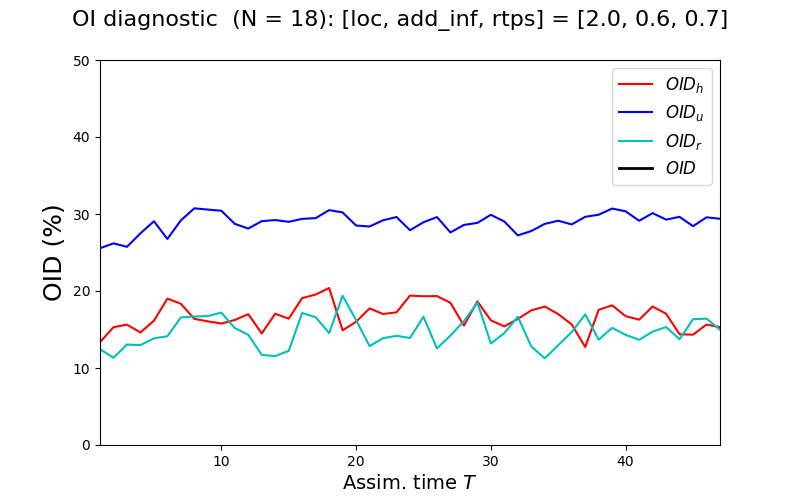 OI diagnostic  (N = 18): [loc, add_inf, rtps] = [2.0, 0.6, 0.7]
50
40
30
20
10
0
OID (%)
OID_h
OID_u
OID_r
OID
10 20 30 40
Assim. time T